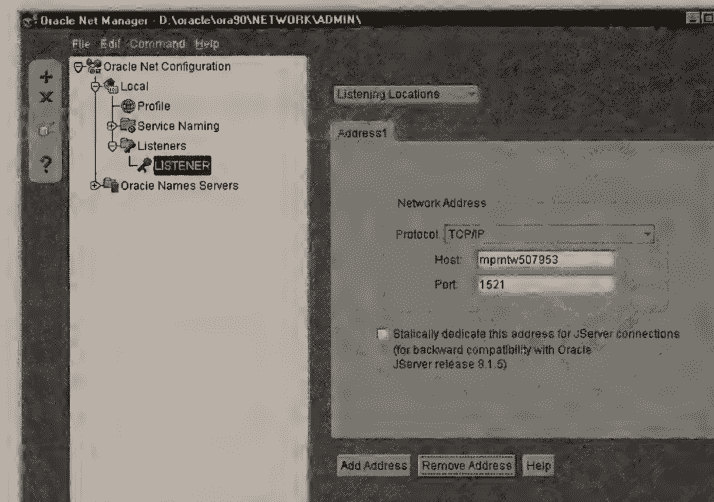 Oracle Net Manager - D:\oracle\ora90\NETWORK\ADMIN\
File Edit Command Help
Oracle Net Configuration
Local
Profile
Service Naming
Listeners
LISTENER
Oracle Names Servers
?
Listening Locations
Address1
Network Address
Protocol: TCP/IP
Host: mprntw507953
Port: 1521
Statically dedicate this address for JServer connections
(for backward compatibility with Oracle
JServer release 8.1.5)
Add Address Remove Address Help